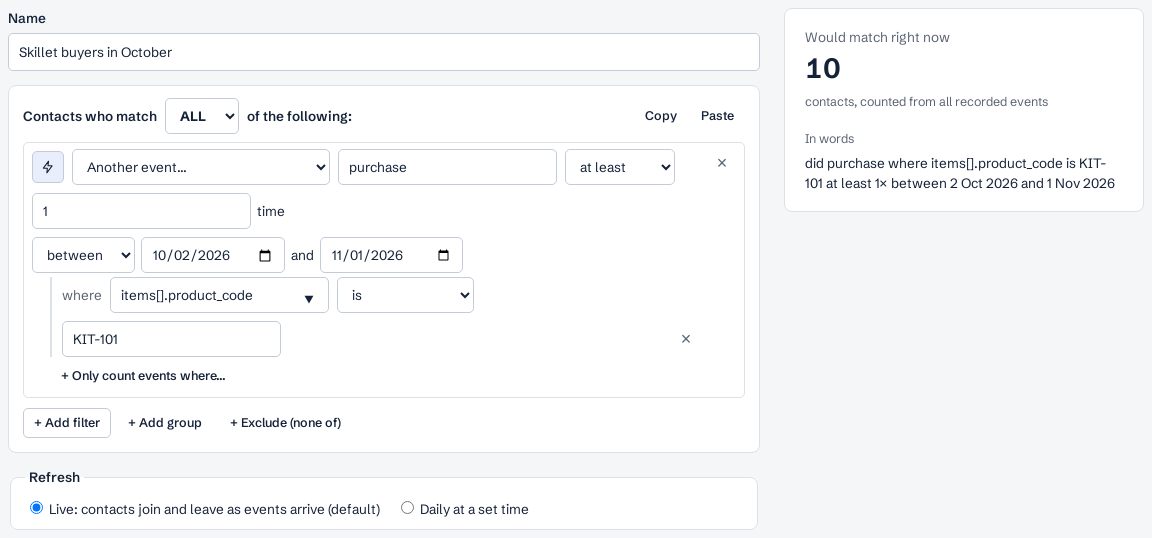 Name
Skillet buyers in October
Contacts who match ALL of the following: Copy Paste
Another event... purchase at least ×
1 time
between 10/02/2026 and 11/01/2026
where items[].product_code is
KIT-101 ×
+ Only count events where...
+ Add filter + Add group + Exclude (none of)
Refresh
Live: contacts join and leave as events arrive (default) Daily at a set time
Would match right now
10
contacts, counted from all recorded events
In words
did purchase where items[].product_code is KIT-
101 at least 1× between 2 Oct 2026 and 1 Nov 2026